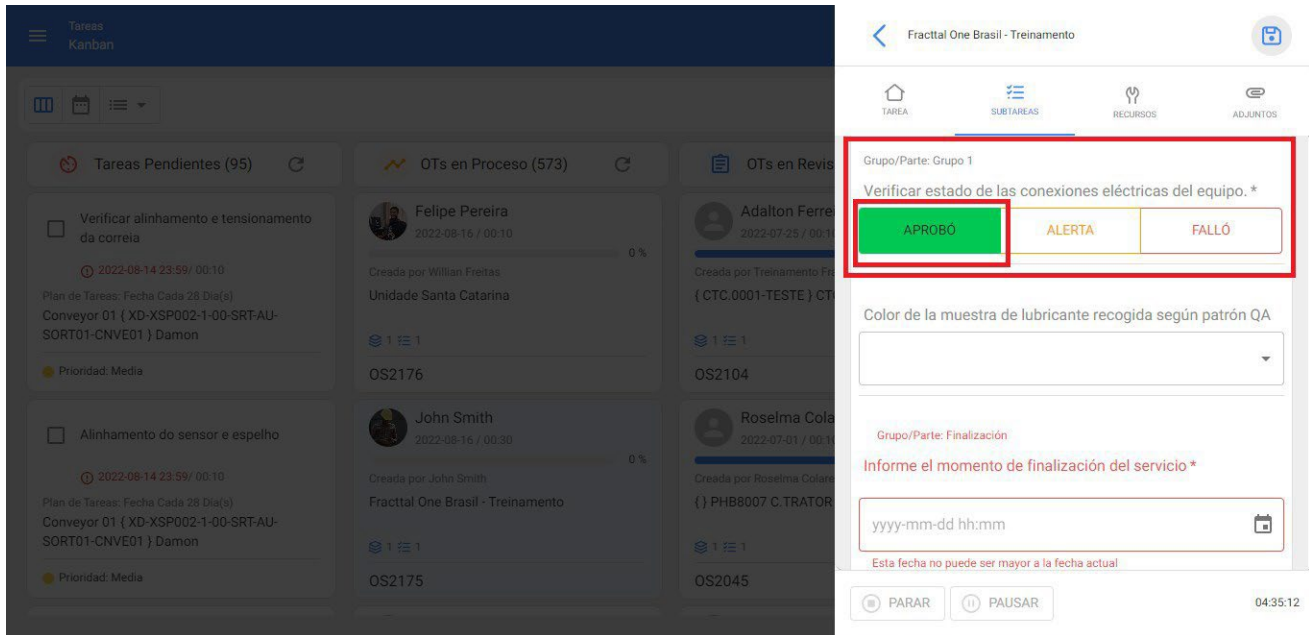 Tareas
Kanban
Tareas Pendientes (95)
Verificar alinhamento e tensionamento
da correia
2022-08-14 23:59/ 00:10
Plan de Tareas: Fecha Cada 28 Dia(s)
Conveyor 01 { XD-XSP002-1-00-SRT-AU-
SORT01-CNVE01 } Damon
Prioridad: Media
Alinhamento do sensor e espelho
2022-08-14 23:59/ 00:10
Plan de Tareas: Fecha Cada 28 Dia(s)
Conveyor 01 { XD-XSP002-1-00-SRT-AU-
SORT01-CNVE01 } Damon
Prioridad: Media
OTs en Proceso (573)
Felipe Pereira
2022-08-16 / 00:10
0 %
Creada por Willian Freitas
Unidade Santa Catarina
1 1
OS2176
John Smith
2022-08-16 / 00:30
0 %
Creada por John Smith
Fracttal One Brasil - Treinamento
1 1
OS2175
OTs en Revis
Adalton Ferrei
2022-07-25 / 00:10
Creada por Treinamento Fra
{ CTC.0001-TESTE } CT
1 1
OS2104
Roselma Cola
2022-07-01 / 00:1
Creada por Roselma Colare
{ } PHB8007 C.TRATOR
1 1
OS2045
Fracttal One Brasil - Treinamento
TAREA
SUBTAREAS
RECURSOS
ADJUNTOS
Grupo/Parte: Grupo 1
Verificar estado de las conexiones eléctricas del equipo. *
APROBÓ
ALERTA
FALLÓ
Color de la muestra de lubricante recogida según patrón QA
Grupo/Parte: Finalización
Informe el momento de finalización del servicio *
yyyy-mm-dd hh:mm
Esta fecha no puede ser mayor a la fecha actual
PARAR
PAUSAR
04:35:12